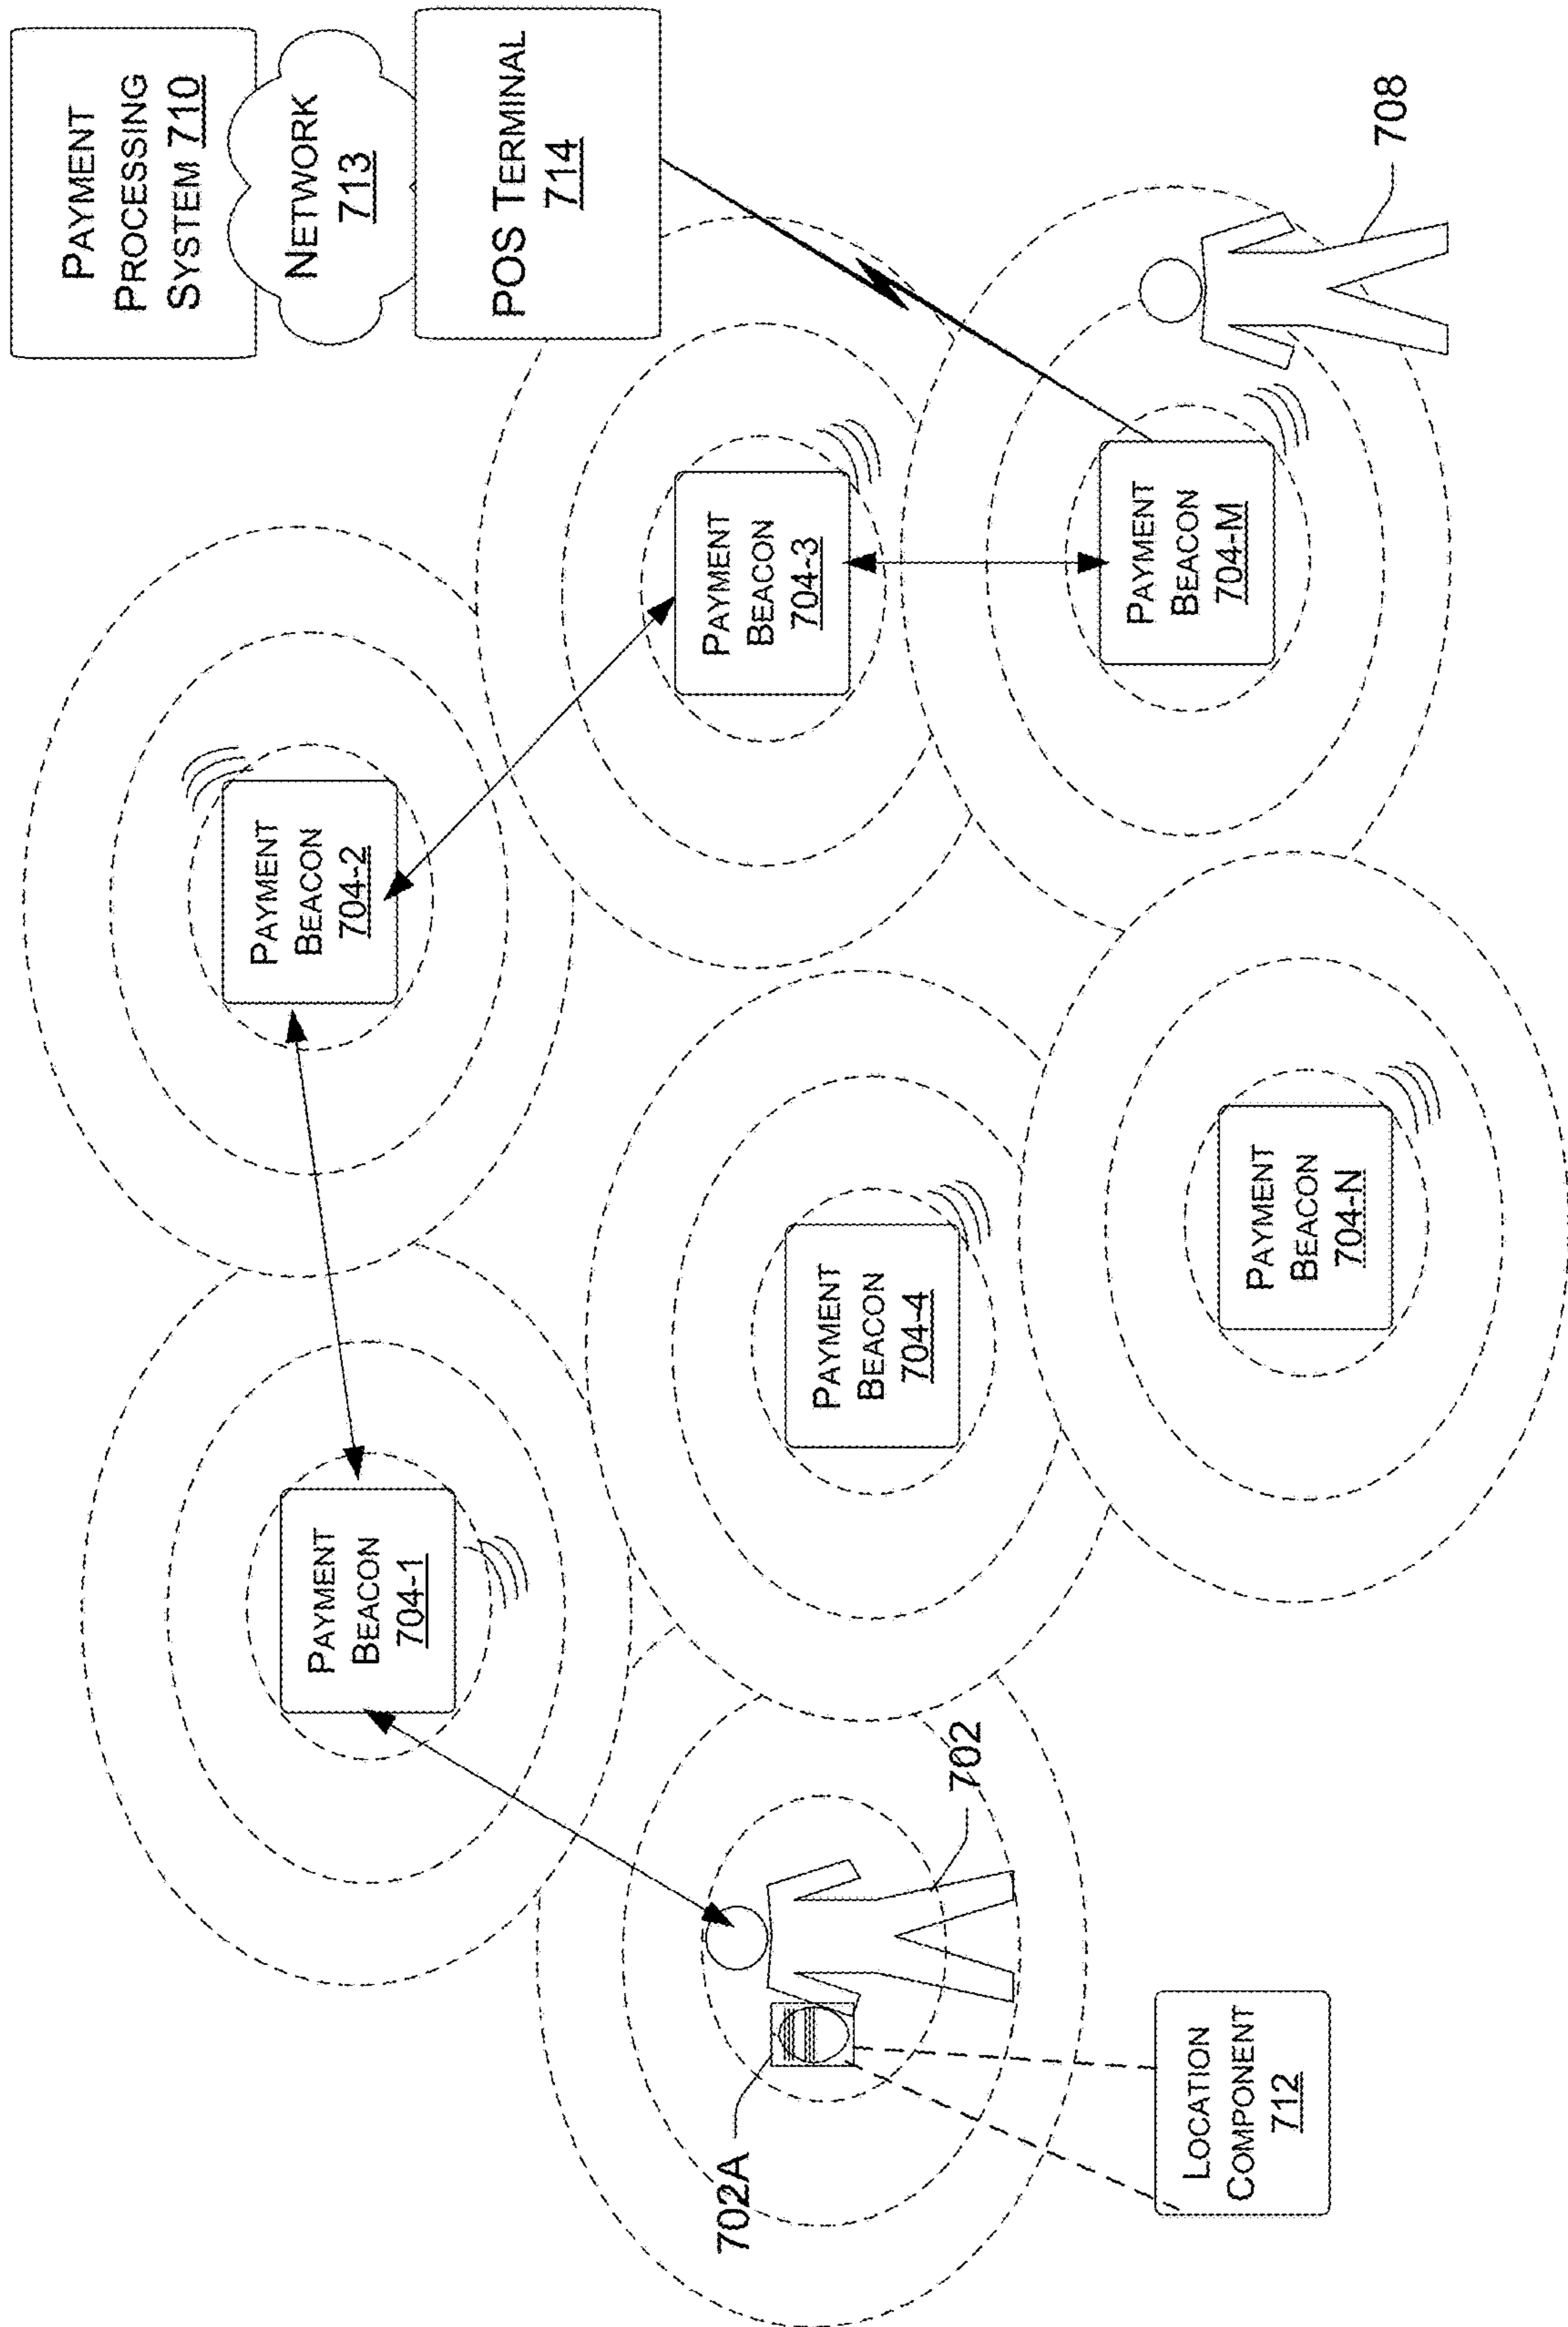 PAYMENT
PROCESSING
SYSTEM 710
NETWORK
713
POS TERMINAL
714
PAYMENT
BEACON
704-2
PAYMENT
BEACON
704-1
PAYMENT
BEACON
704-3
PAYMENT
BEACON
704-4
PAYMENT
BEACON
704-M
PAYMENT
BEACON
704-N
708
702
702A
LOCATION
COMPONENT
712